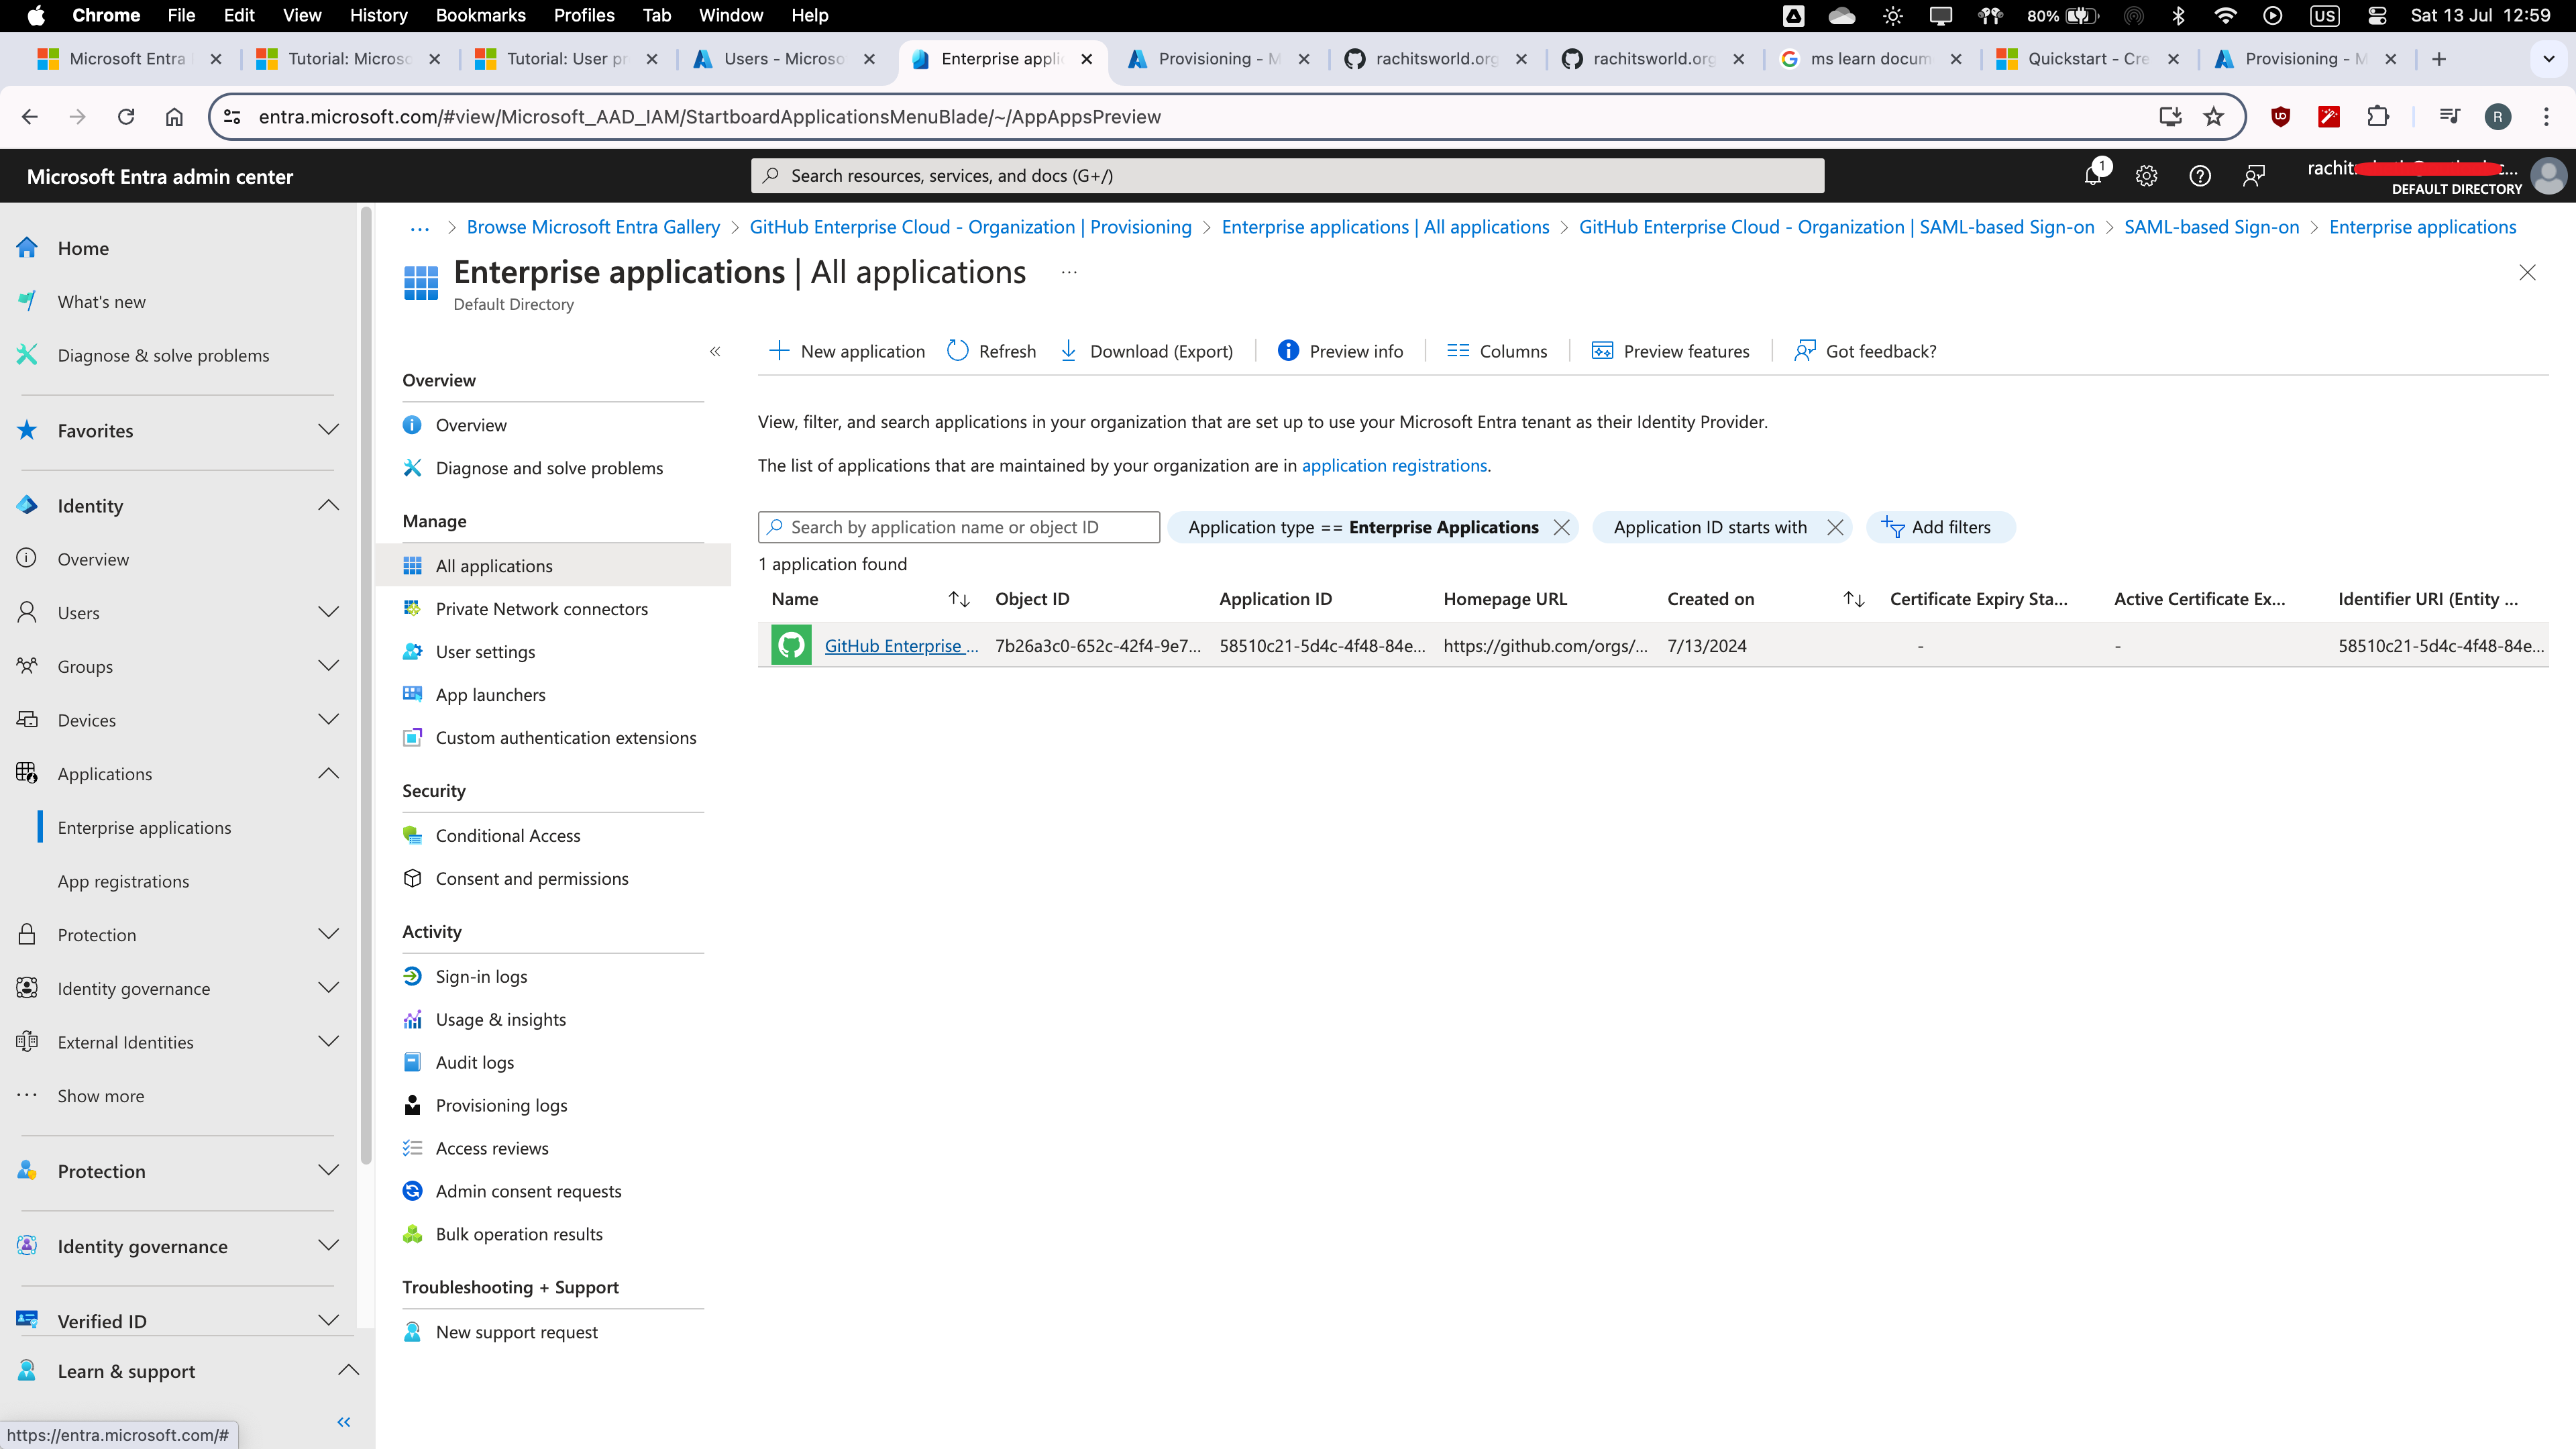 Chrome File Edit View History Bookmarks Profiles Tab Window Help
80% US Sat 13 Jul 12:59
Microsoft Entra
Tutorial: Microso
Tutorial: User pr
Users - Microso
Enterprise appli
Provisioning - M
rachitsworld.org
rachitsworld.org
ms learn docum
Quickstart - Cre
Provisioning - M
entra.microsoft.com/#view/Microsoft_AAD_IAM/StartboardApplicationsMenuBlade/~/AppAppsPreview
R
Microsoft Entra admin center
Search resources, services, and docs (G+/)
1
rachit
DEFAULT DIRECTORY
Home
What's new
Diagnose & solve problems
Favorites
Identity
Overview
Users
Groups
Devices
Applications
Enterprise applications
App registrations
Protection
Identity governance
External Identities
Show more
Protection
Identity governance
Verified ID
Learn & support
https://entra.microsoft.com/#
... > Browse Microsoft Entra Gallery > GitHub Enterprise Cloud - Organization | Provisioning > Enterprise applications | All applications > GitHub Enterprise Cloud - Organization | SAML-based Sign-on > SAML-based Sign-on > Enterprise applications
Enterprise applications | All applications ...
Default Directory
Overview
Overview
Diagnose and solve problems
Manage
All applications
Private Network connectors
User settings
App launchers
Custom authentication extensions
Security
Conditional Access
Consent and permissions
Activity
Sign-in logs
Usage & insights
Audit logs
Provisioning logs
Access reviews
Admin consent requests
Bulk operation results
Troubleshooting + Support
New support request
New application Refresh Download (Export) Preview info Columns Preview features Got feedback?
View, filter, and search applications in your organization that are set up to use your Microsoft Entra tenant as their Identity Provider.
The list of applications that are maintained by your organization are in application registrations.
Search by application name or object ID
Application type == Enterprise Applications
Application ID starts with
Add filters
1 application found
Name Object ID Application ID Homepage URL Created on Certificate Expiry Sta... Active Certificate Ex... Identifier URI (Entity ...
GitHub Enterprise ... 7b26a3c0-652c-42f4-9e7... 58510c21-5d4c-4f48-84e... https://github.com/orgs/... 7/13/2024 - - 58510c21-5d4c-4f48-84e...